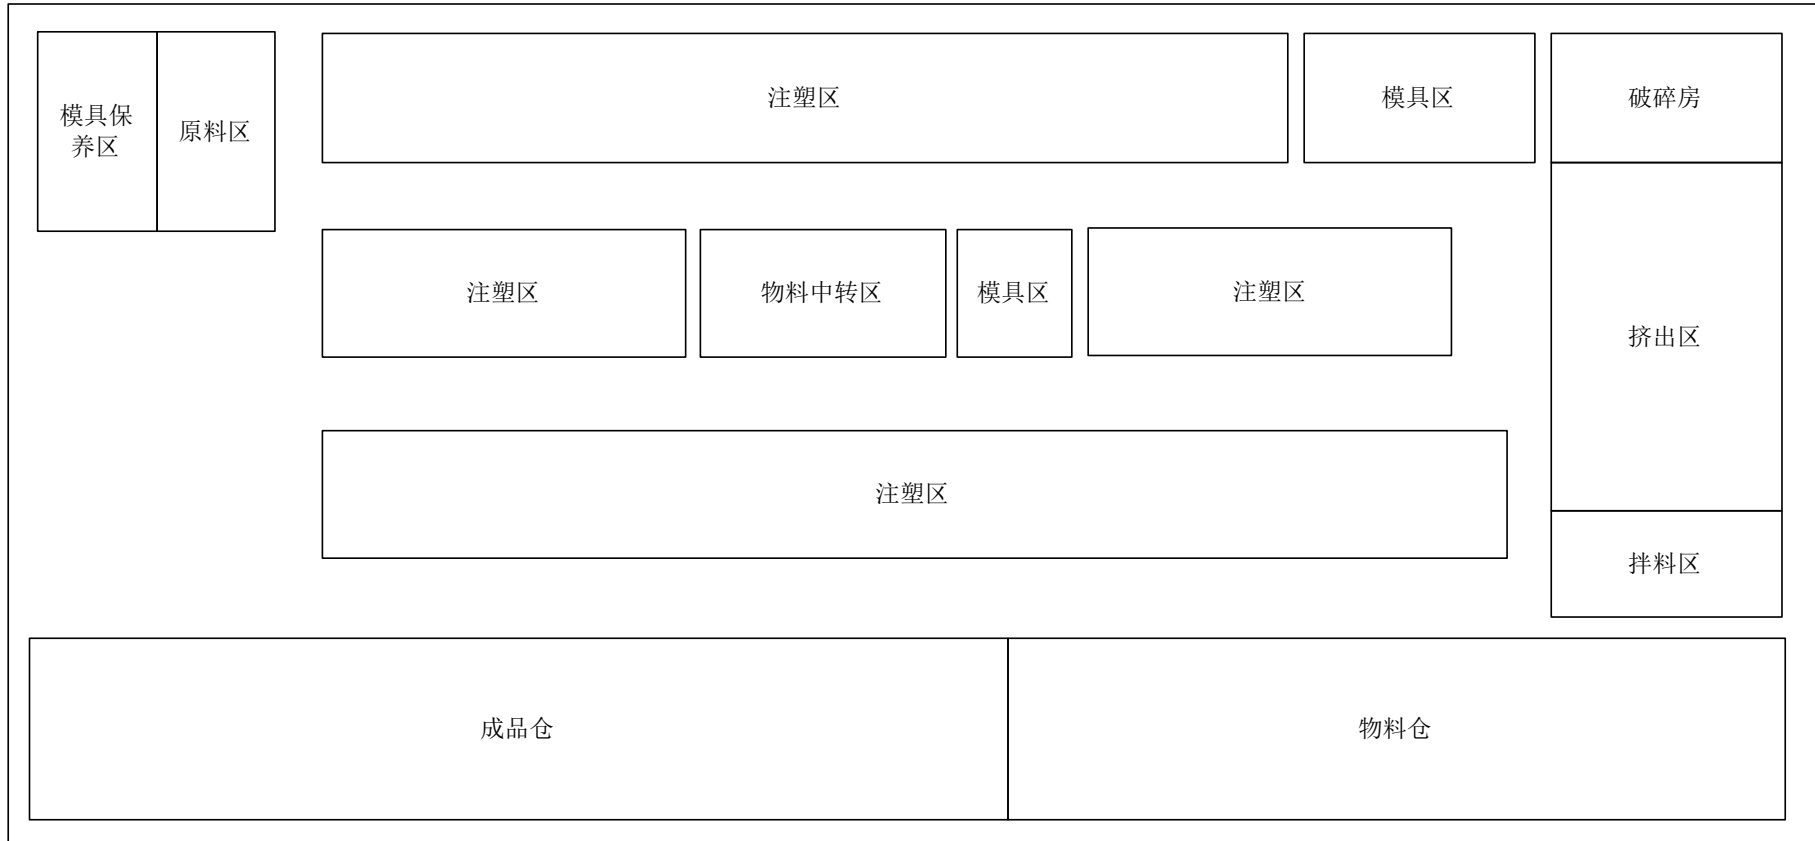 模具保
养区
原料区
注塑区
模具区
破碎房
注塑区
物料中转区
模具区
注塑区
挤出区
注塑区
拌料区
成品仓
物料仓